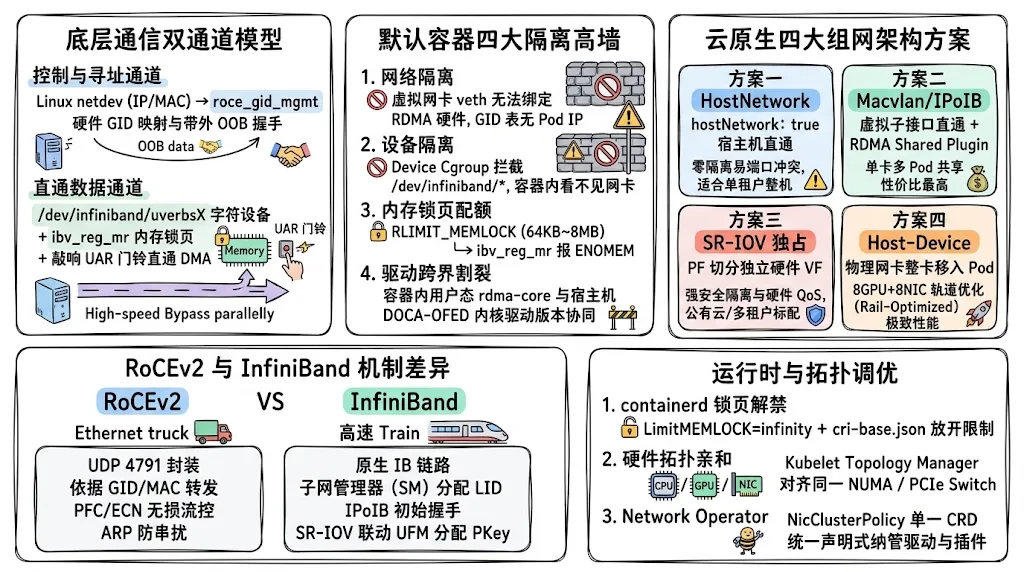 底层通信双通道模型
控制与寻址通道
Linux netdev (IP/MAC) → roce_gid_mgmt
硬件 GID 映射与带外 OOB 握手
OOB data
直通数据通道
/dev/infiniband/uverbsX 字符设备
+ ibv_reg_mr 内存锁页
+ 敲响 UAR 门铃直通 DMA
Memory
UAR 门铃
High-speed Bypass parallelly
默认容器四大隔离高墙
1. 网络隔离
虚拟网卡 veth 无法绑定
RDMA 硬件, GID 表无 Pod IP
2. 设备隔离
Device Cgroup 拦截
/dev/infiniband/*, 容器内看不见网卡
3. 内存锁页配额
RLIMIT_MEMLOCK (64KB~8MB)
ibv_reg_mr 报 ENOMEM
4. 驱动跨界割裂
容器内用户态 rdma-core 与宿主机
DOCA-OFED 内核驱动版本协同
云原生四大组网架构方案
方案一
HostNetwork
hostNetwork: true
宿主机直通
零隔离易端口冲突,
适合单租户整机
方案二
Macvlan/IPoIB
虚拟子接口直通 +
RDMA Shared Plugin
单卡多 Pod 共享
性价比最高
方案三
SR-IOV 独占
PF 切分独立硬件 VF
强安全隔离与硬件 QoS,
公有云/多租户标配
方案四
Host-Device
物理网卡整卡移入 Pod
8GPU+8NIC 轨道优化
(Rail-Optimized)
极致性能
RoCEv2 与 InfiniBand 机制差异
RoCEv2 VS InfiniBand
Ethernet truck
高速 Train
UDP 4791 封装
依据 GID/MAC 转发
PFC/ECN 无损流控
ARP 防串扰
原生 IB 链路
子网管理器 (SM) 分配 LID
IPoIB 初始握手
SR-IOV 联动 UFM 分配 PKey
运行时与拓扑调优
1. containerd 锁页解禁
LimitMEMLOCK=infinity + cri-base.json 放开限制
2. 硬件拓扑亲和
CPU / GPU / NIC
Kubelet Topology Manager
对齐同一 NUMA / PCIe Switch
3. Network Operator
NicClusterPolicy 单一 CRD
统一声明式纳管驱动与插件